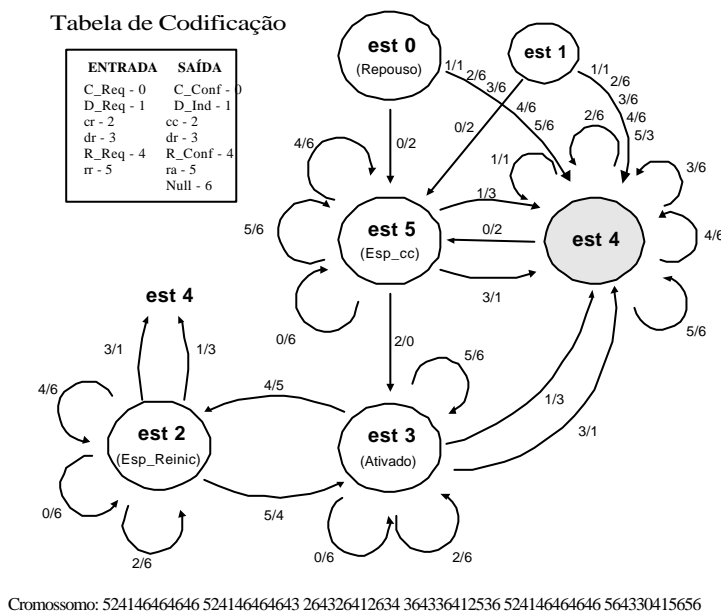 Tabela de Codificação
ENTRADA SAÍDA
C_Req - 0 C_Conf - 0
D_Req - 1 D_Ind - 1
cr - 2 cc - 2
dr - 3 dr - 3
R_Req - 4 R_Conf - 4
rr - 5 ra - 5
Null - 6
est 0
(Repouso)
est 1
1/1
2/6
3/6
4/6
5/6
1/1
2/6
3/6
4/6
5/3
0/2
0/2
4/6
5/6
0/6
est 5
(Esp_cc)
1/3
0/2
3/1
1/1
2/6
3/6
4/6
5/6
est 4
2/0
est 4
3/1
1/3
4/6
0/6
2/6
est 2
(Esp_Reinic)
4/5
5/4
5/6
est 3
(Ativado)
0/6
2/6
1/3
3/1
Cromossomo: 524146464646 524146464643 264326412634 364336412536 524146464646 564330415656